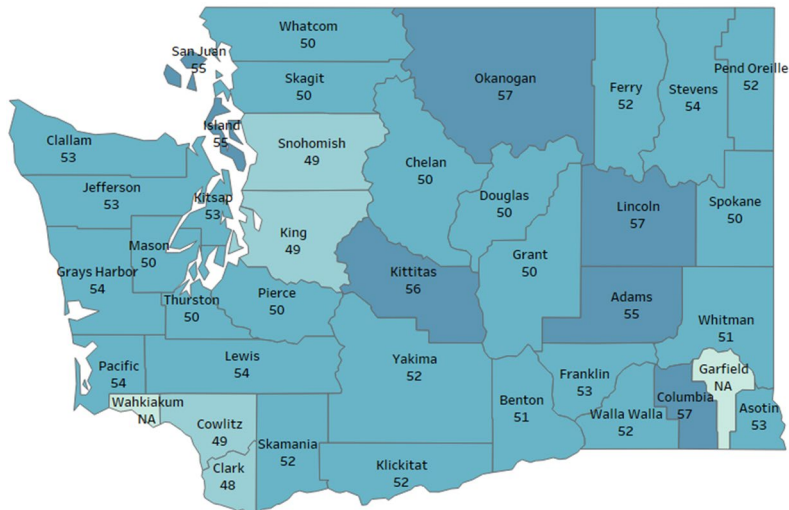 Whatcom
50
San Juan
55
Skagit
50
Okanogan
57
Ferry
52
Stevens
54
Pend Oreille
52
Island
55
Snohomish
49
Clallam
53
Chelan
50
Jefferson
53
Kitsap
53
Douglas
50
Lincoln
57
Spokane
50
King
49
Mason
50
Grant
50
Grays Harbor
54
Kittitas
56
Thurston
50
Pierce
50
Adams
55
Whitman
51
Pacific
54
Lewis
54
Yakima
52
Franklin
53
Garfield
NA
Wahkiakum
NA
Cowlitz
49
Benton
51
Walla Walla
52
Columbia
57
Asotin
53
Skamania
52
Clark
48
Klickitat
52